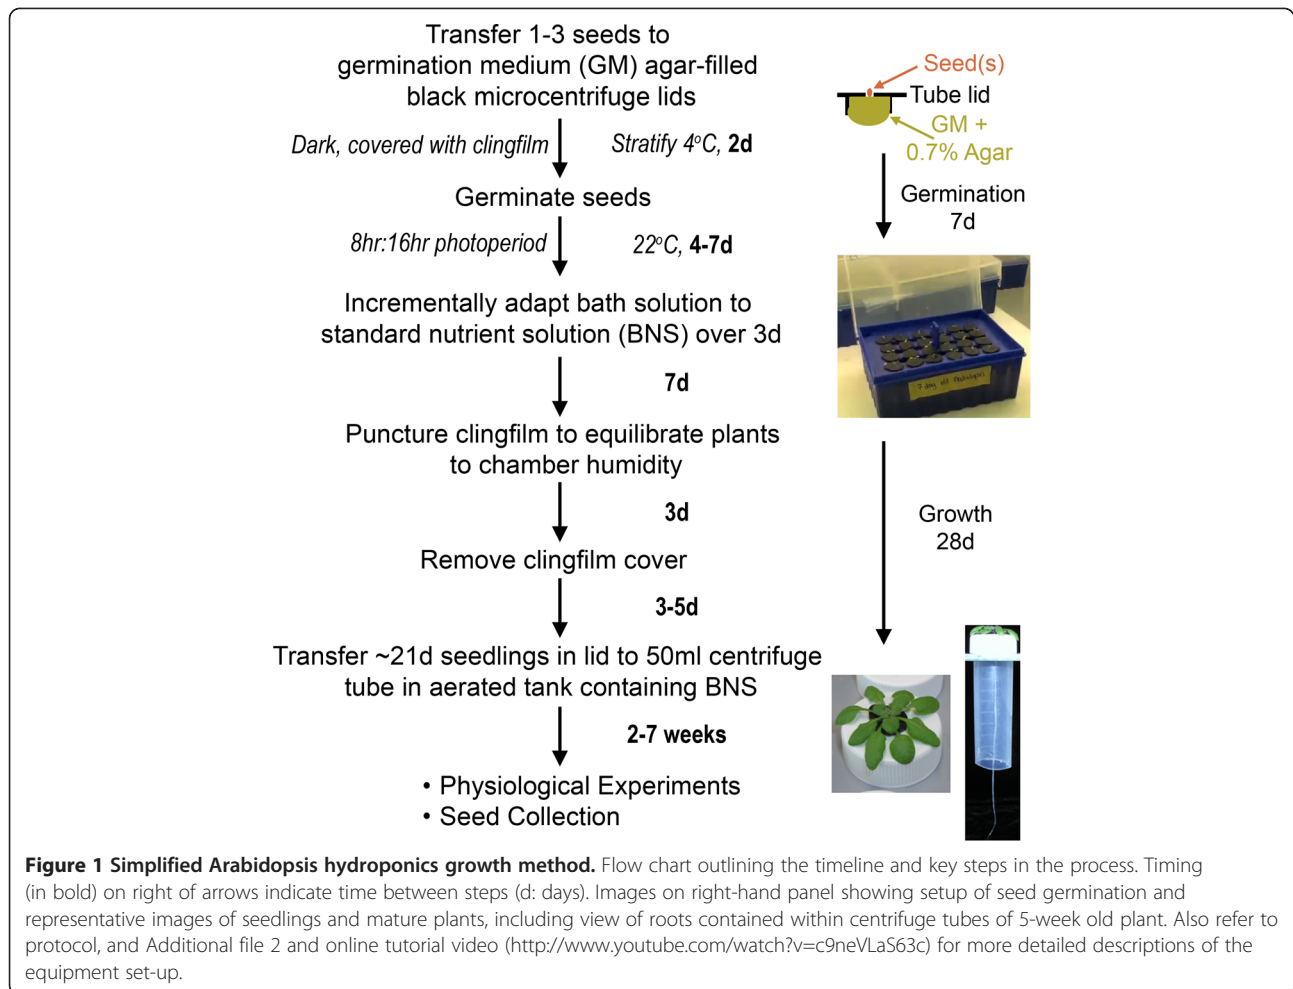 Transfer 1-3 seeds to
germination medium (GM) agar-filled
black microcentrifuge lids
Dark, covered with clingfilm
Stratify 4°C, 2d
Germinate seeds
8hr:16hr photoperiod
22°C, 4-7d
Incrementally adapt bath solution to
standard nutrient solution (BNS) over 3d
7d
Puncture clingfilm to equilibrate plants
to chamber humidity
3d
Remove clingfilm cover
3-5d
Transfer ~21d seedlings in lid to 50ml centrifuge
tube in aerated tank containing BNS
2-7 weeks
• Physiological Experiments
• Seed Collection
Seed(s)
Tube lid
GM +
0.7% Agar
Germination
7d
7 day old Arabidopsis
Growth
28d
Figure 1 Simplified Arabidopsis hydroponics growth method. Flow chart outlining the timeline and key steps in the process. Timing
(in bold) on right of arrows indicate time between steps (d: days). Images on right-hand panel showing setup of seed germination and
representative images of seedlings and mature plants, including view of roots contained within centrifuge tubes of 5-week old plant. Also refer to
protocol, and Additional file 2 and online tutorial video (http://www.youtube.com/watch?v=c9neVLaS63c) for more detailed descriptions of the
equipment set-up.